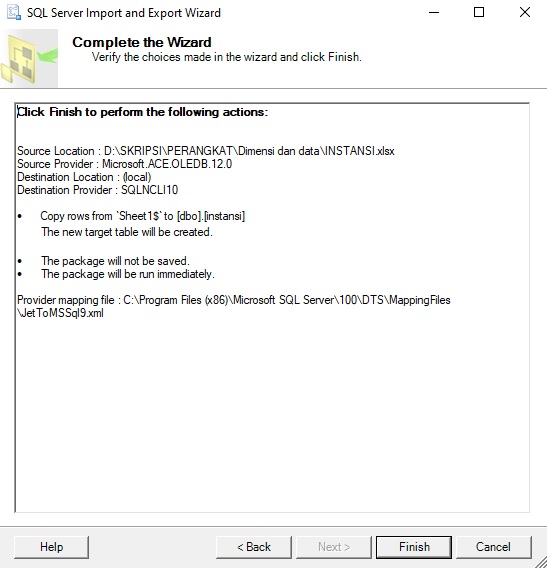 SQL Server Import and Export Wizard
Complete the Wizard
Verify the choices made in the wizard and click Finish.
Click Finish to perform the following actions:
Source Location : D:\SKRIPSI\PERANGKAT\Dimensi dan data\INSTANSI.xlsx
Source Provider : Microsoft.ACE.OLEDB.12.0
Destination Location : (local)
Destination Provider : SQLNCLI10
• Copy rows from `Sheet1$` to [dbo].[instansi]
The new target table will be created.
• The package will not be saved.
• The package will be run immediately.
Provider mapping file : C:\Program Files (x86)\Microsoft SQL Server\100\DTS\MappingFiles
\JetToMSSql9.xml
Help
< Back
Next >
Finish
Cancel